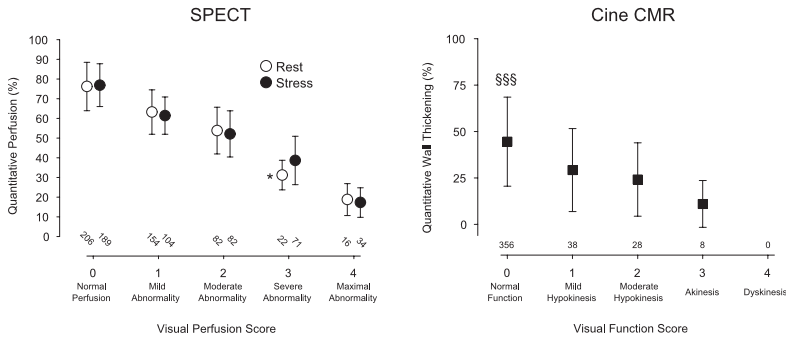 SPECT
Quantitative Perfusion (%)
100
90
80
70
60
50
40
30
20
10
0
Rest
Stress
*
206 189 154 104 82 82 22 71 16 34
0 1 2 3 4
Normal Mild Moderate Severe Maximal
Perfusion Abnormality Abnormality Abnormality Abnormality
Visual Perfusion Score
Cine CMR
Quantitative Wall Thickening (%)
100
75
50
25
0
§§§
356 38 28 8 0
0 1 2 3 4
Normal Mild Moderate Akinesis Dyskinesis
Function Hypokinesis Hypokinesis
Visual Function Score